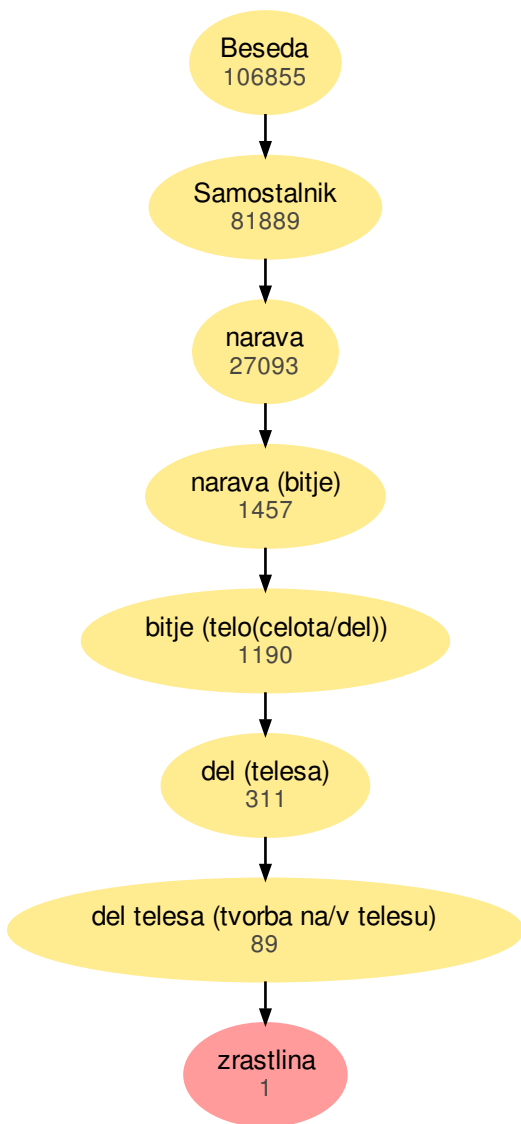 Beseda
106855
Samostalnik
81889
narava
27093
narava (bitje)
1457
bitje (telo(celota/del))
1190
del (telesa)
311
del telesa (tvorba na/v telesu)
89
zrastlina
1